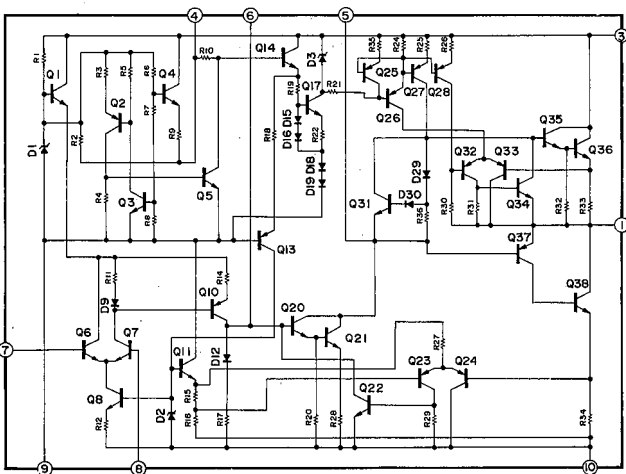 4
6
5
3
R1
Q1
R3
R5
R6
Q4
R10
Q14
D3
R35
R24
R25
R26
Q25
Q27
Q28
Q2
R7
R19
Q17
R21
Q26
Q35
Q36
D1
R2
R9
D16
D15
R22
R18
D19
D18
Q32
Q33
D29
R4
Q3
R8
Q5
Q31
D30
R36
R30
R31
Q34
R32
R33
1
Q13
Q37
R11
R14
D9
Q10
Q20
Q21
Q38
7
Q6
Q7
Q11
D12
R27
Q23
Q24
Q8
R15
R16
Q22
R12
D2
R17
R20
R28
R29
R34
9
8
10